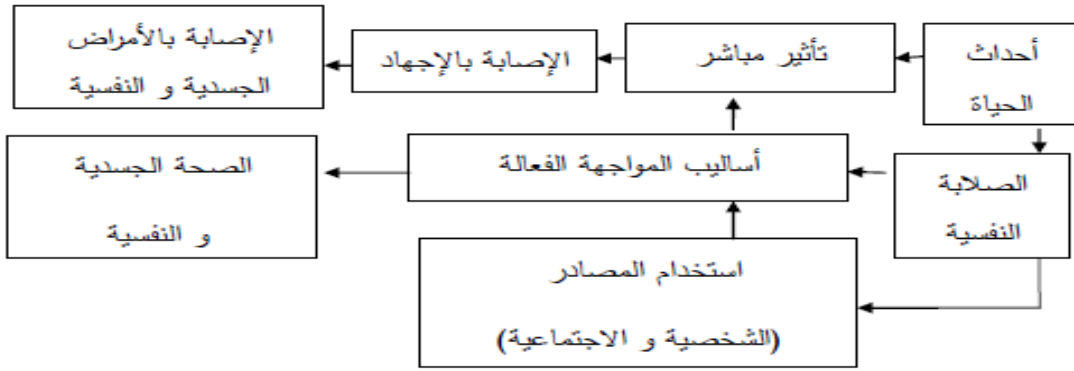 أحداث
الحياة
تأثير مباشر
الإصابة بالإجهاد
الإصابة بالأمراض
الجسدية و النفسية
الصلابة
النفسية
أساليب المواجهة الفعالة
الصحة الجسدية
و النفسية
استخدام المصادر
(الشخصية و الاجتماعية)